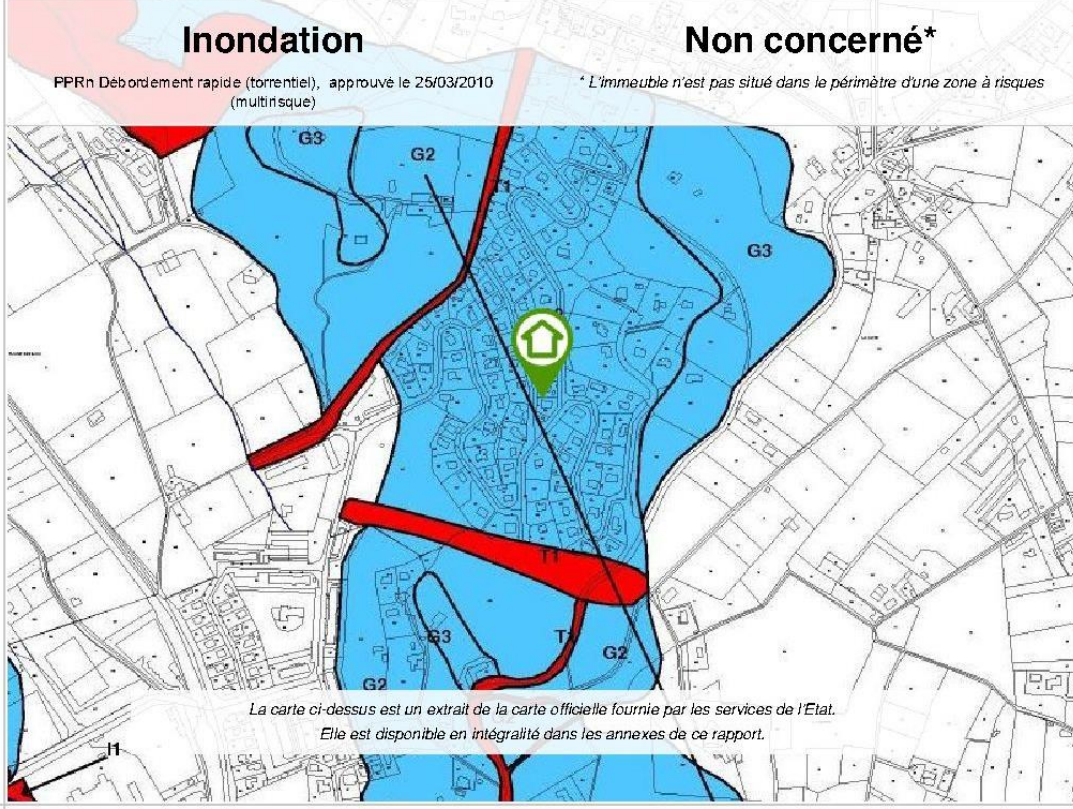 Inondation
PPRn Débordement rapide (torrentiel), approuvé le 25/03/2010
(multirisque)
Non concerné*
* L'immeuble n'est pas situé dans le périmètre d'une zone à risques
G3
G2
T1
G3
T1
G3
T1
G2
G2
I1
La carte ci-dessus est un extrait de la carte officielle fournie par les services de l'Etat.
Elle est disponible en intégralité dans les annexes de ce rapport.